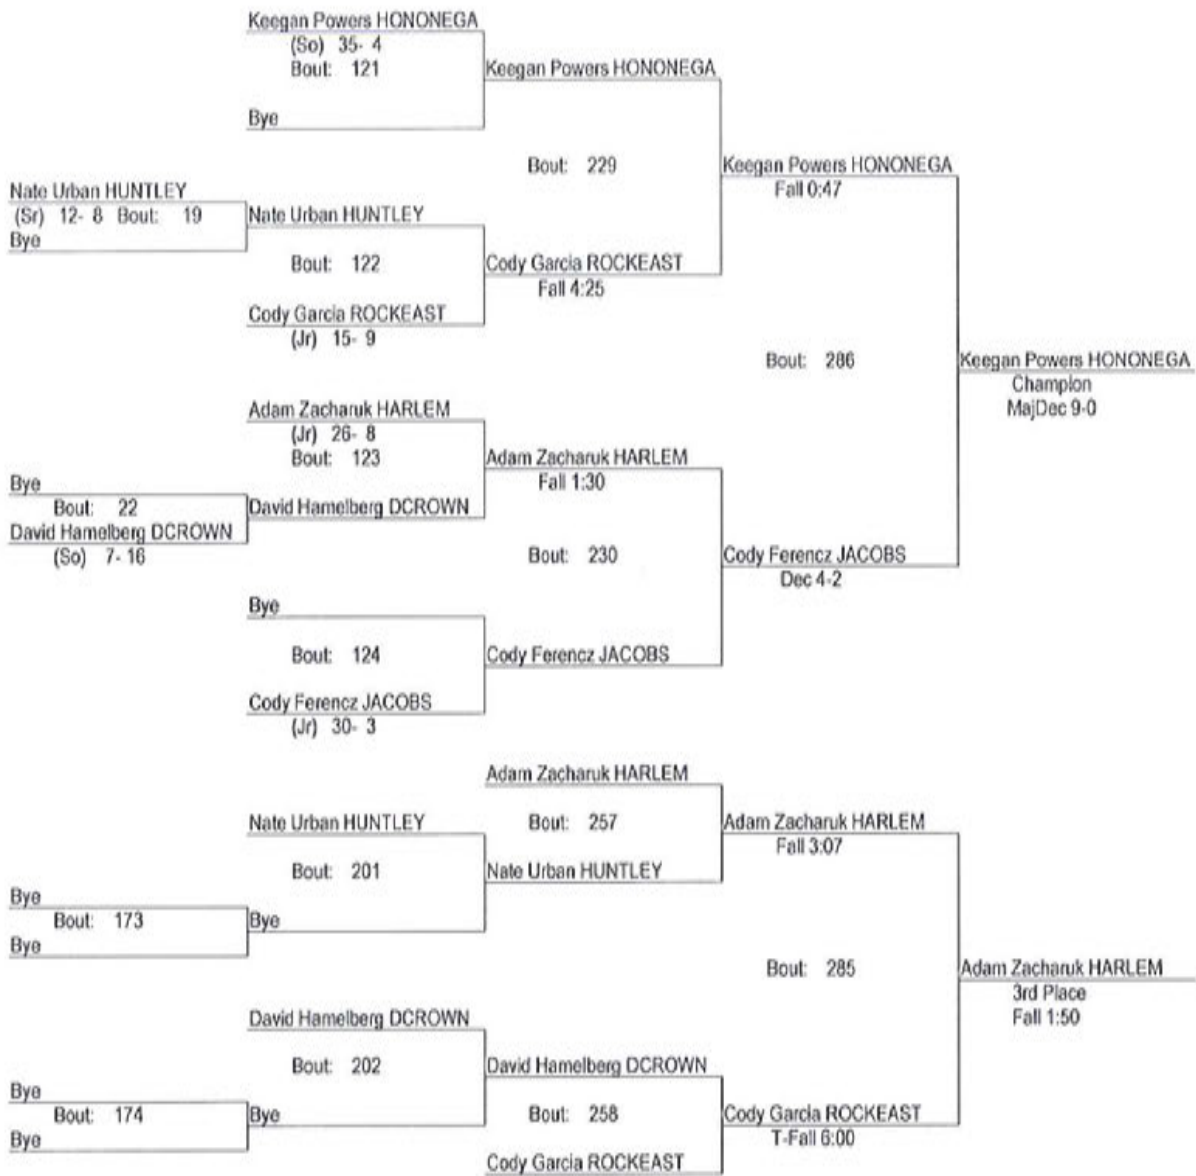 Keegan Powers HONONEGA
(So) 35- 4
Bout: 121
Keegan Powers HONONEGA
Bye
Bout: 229
Keegan Powers HONONEGA
Fall 0:47
Nate Urban HUNTLEY
(Sr) 12- 8 Bout: 19
Bye
Nate Urban HUNTLEY
Bout: 122
Cody Garcia ROCKEAST
Fall 4:25
Cody Garcia ROCKEAST
(Jr) 15- 9
Bout: 286
Keegan Powers HONONEGA
Champion
MajDec 9-0
Adam Zacharuk HARLEM
(Jr) 26- 8
Bout: 123
Adam Zacharuk HARLEM
Fall 1:30
Bye
Bout: 22
David Hamelberg DCROWN
(So) 7- 16
David Hamelberg DCROWN
Bout: 230
Cody Ferencz JACOBS
Dec 4-2
Bye
Bout: 124
Cody Ferencz JACOBS
Cody Ferencz JACOBS
(Jr) 30- 3
Adam Zacharuk HARLEM
Nate Urban HUNTLEY
Bout: 257
Adam Zacharuk HARLEM
Fall 3:07
Bout: 201
Nate Urban HUNTLEY
Bye
Bout: 173
Bye
Bye
Bout: 285
Adam Zacharuk HARLEM
3rd Place
Fall 1:50
David Hamelberg DCROWN
Bout: 202
David Hamelberg DCROWN
Bye
Bout: 174
Bye
Bye
Bout: 258
Cody Garcia ROCKEAST
T-Fall 6:00
Cody Garcia ROCKEAST